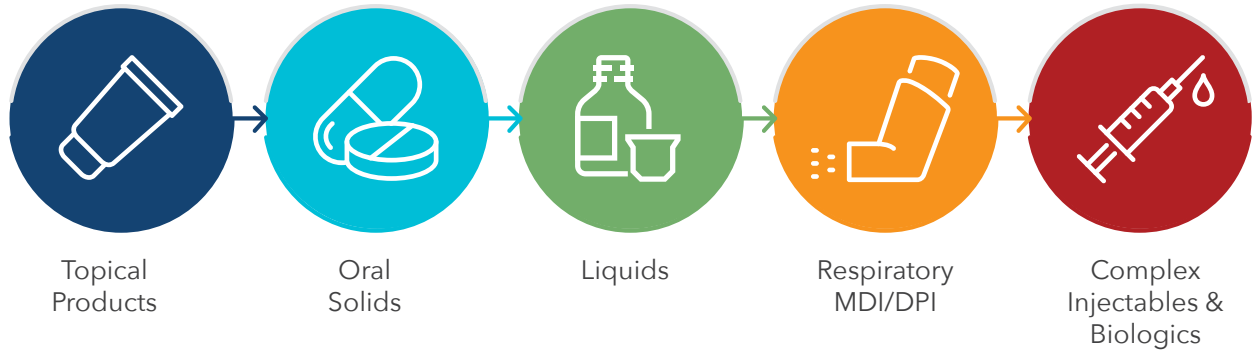 Topical
Products
Oral
Solids
Liquids
Respiratory
MDI/DPI
Complex
Injectables &
Biologics